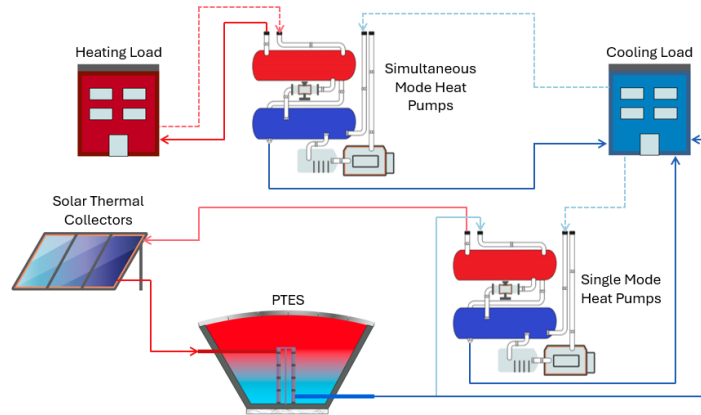 Heating Load
Simultaneous
Mode Heat
Pumps
Cooling Load
Solar Thermal
Collectors
PTES
Single Mode
Heat Pumps